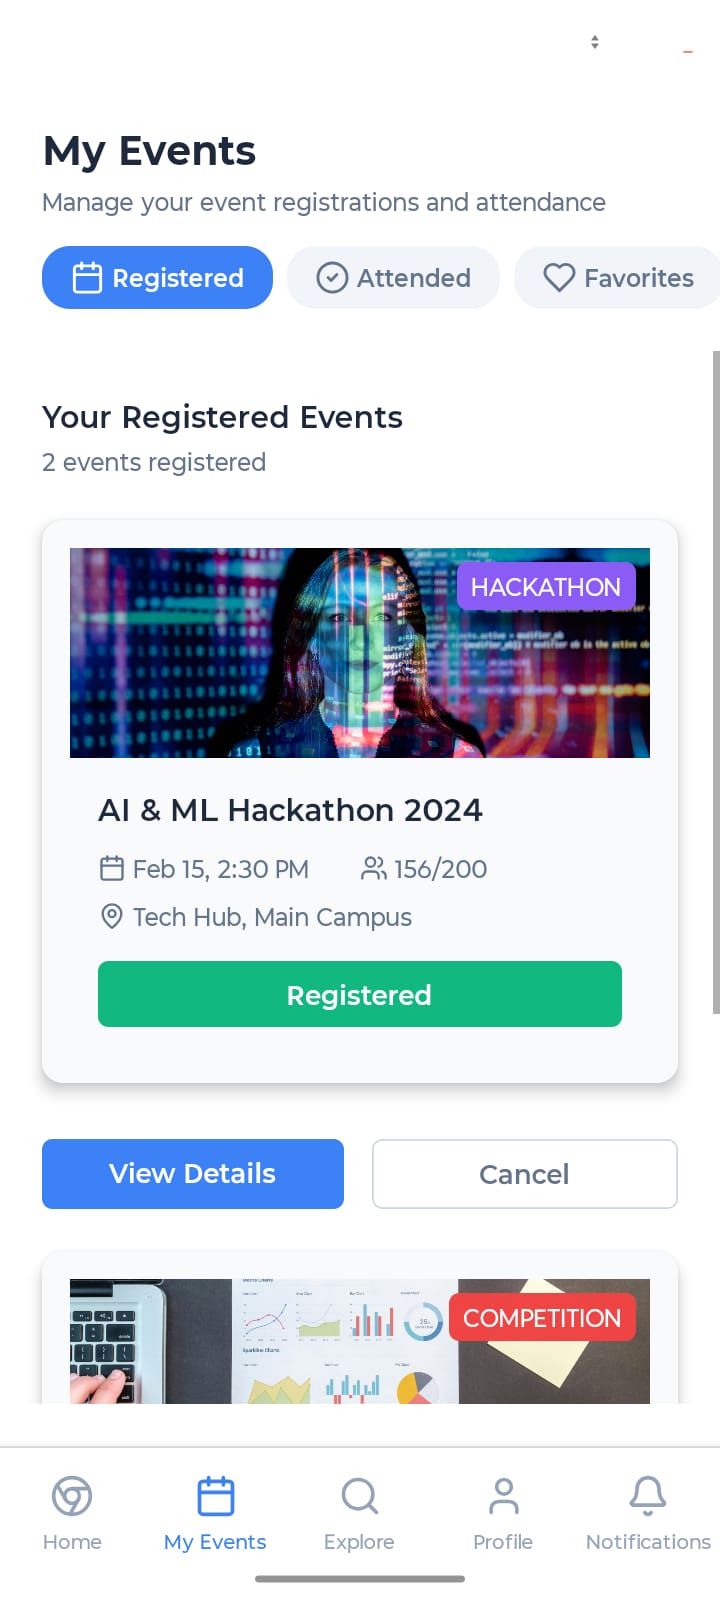 My Events
Manage your event registrations and attendance
Registered
Attended
Favorites
Your Registered Events
2 events registered
HACKATHON
AI & ML Hackathon 2024
Feb 15, 2:30 PM
156/200
Tech Hub, Main Campus
Registered
View Details
Cancel
COMPETITION
Home
My Events
Explore
Profile
Notifications